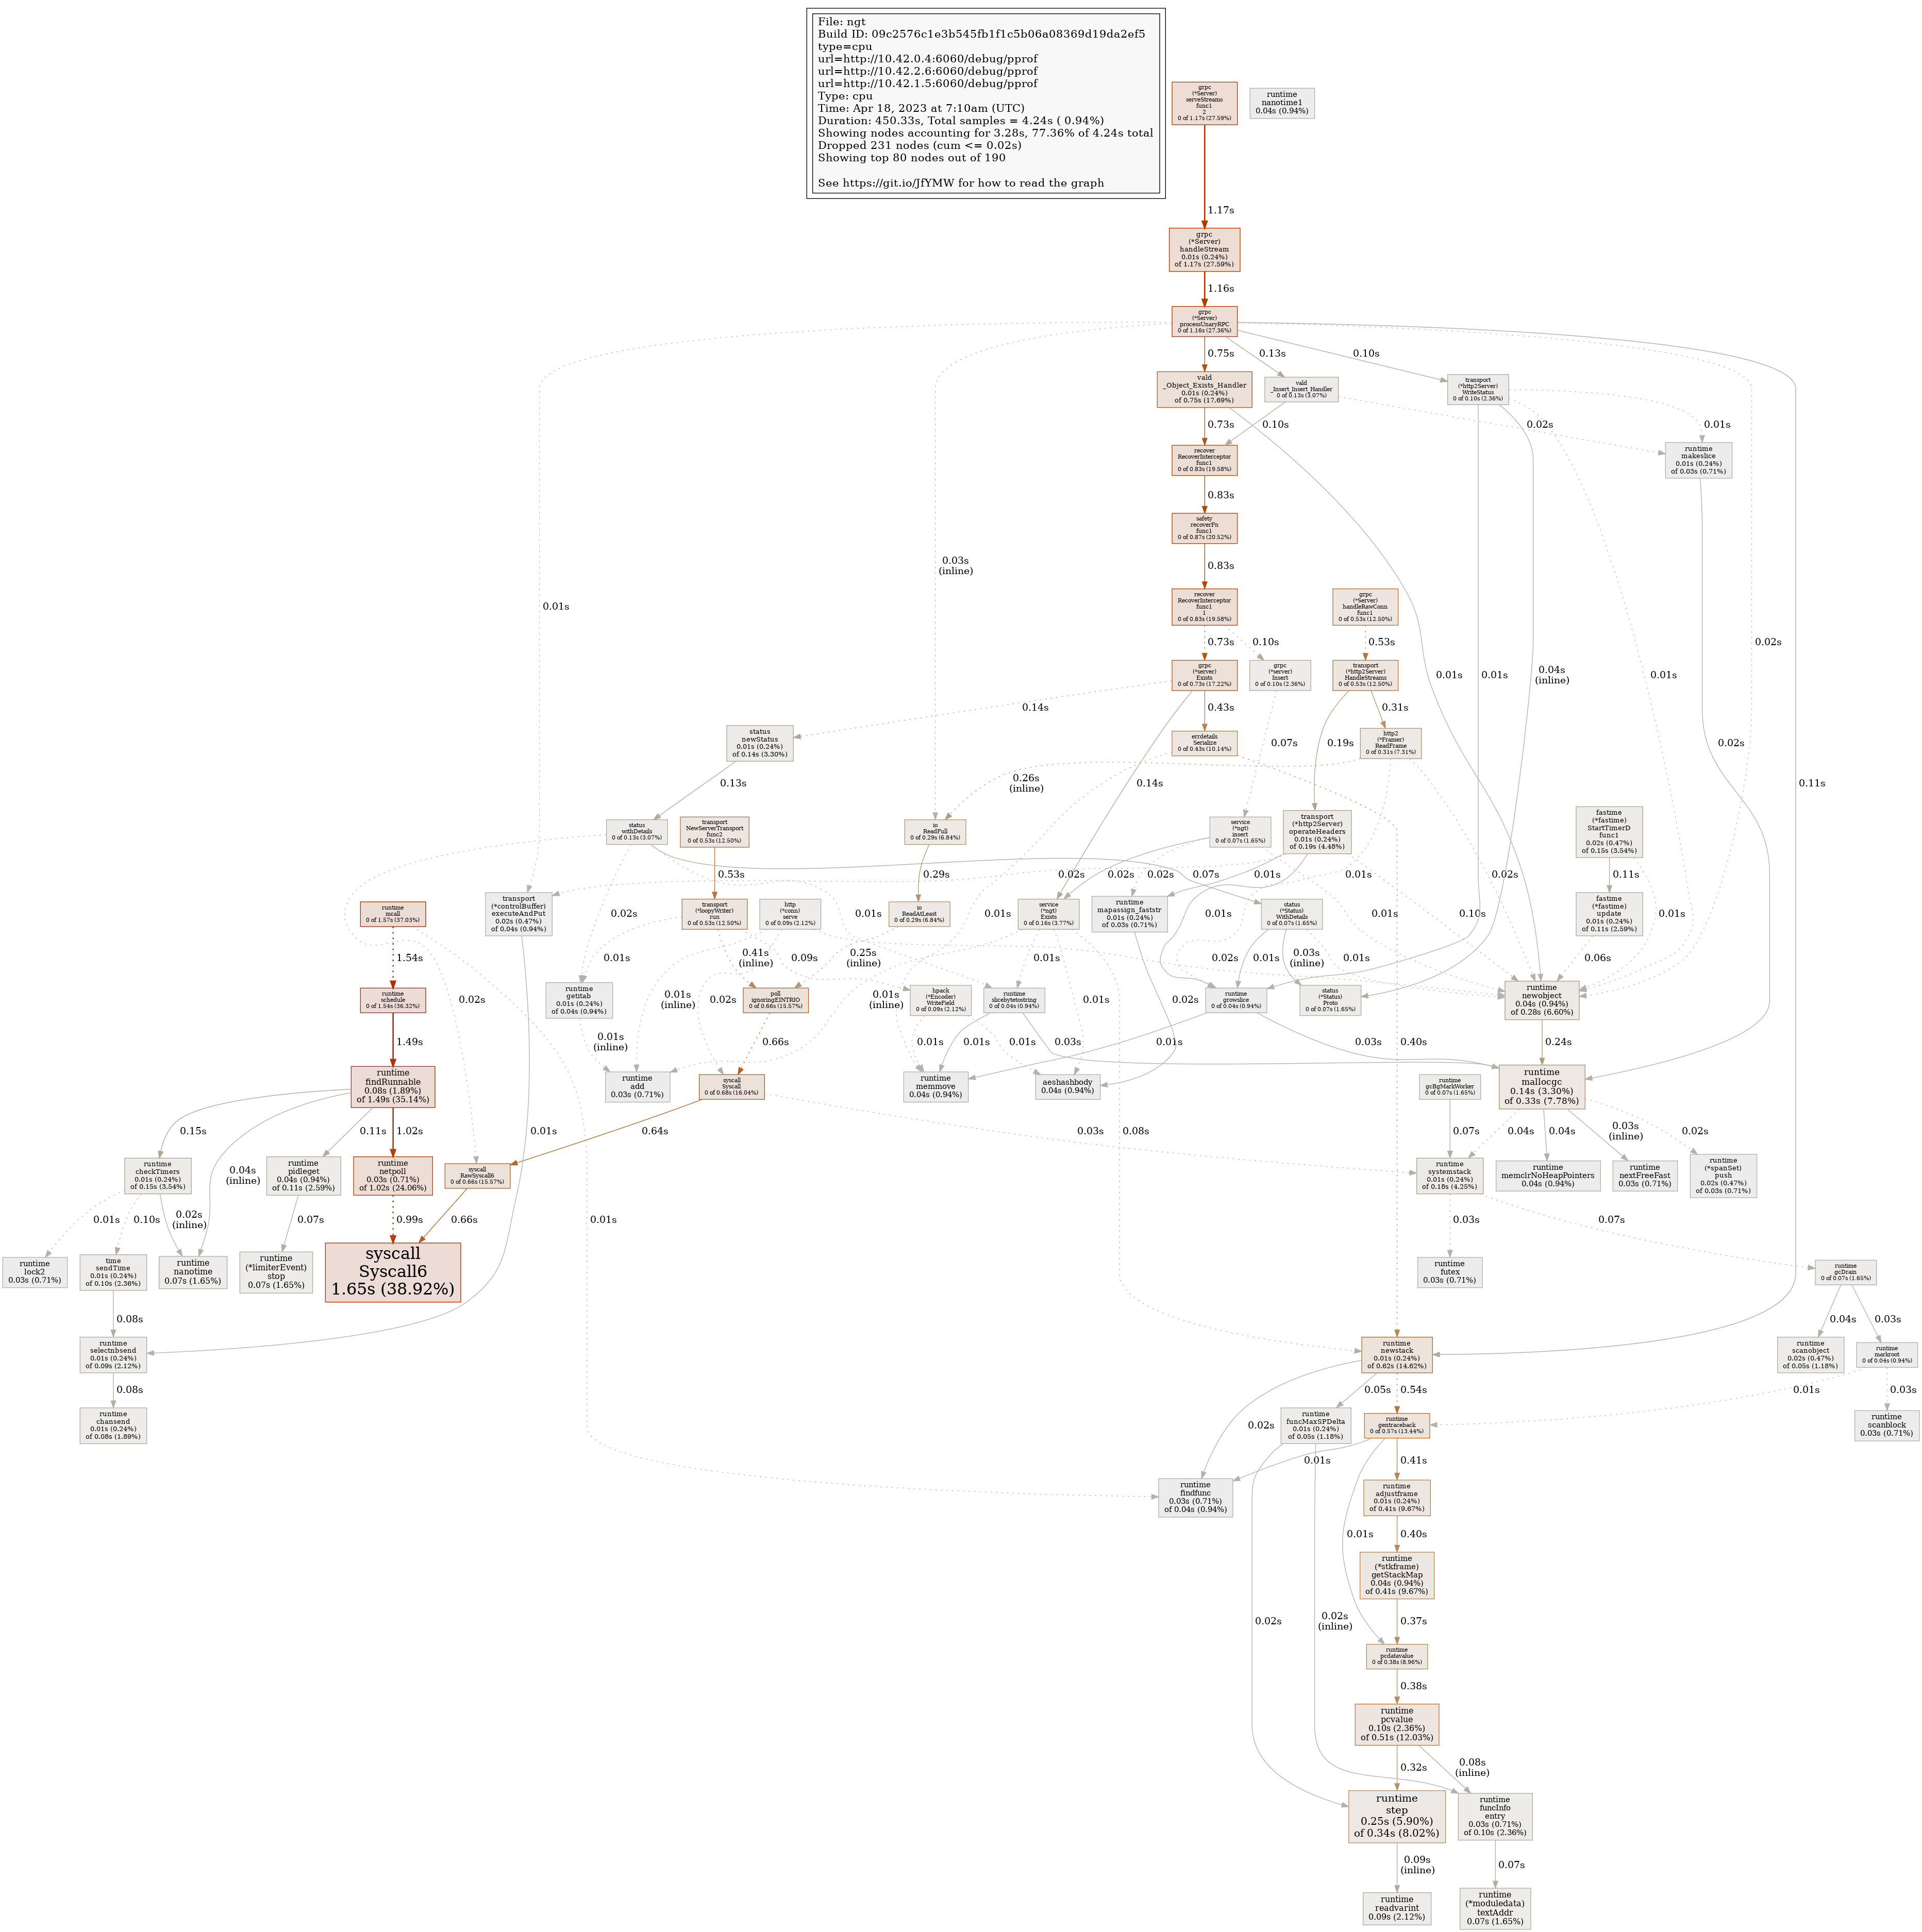 File: ngt
Build ID: 09c2576c1e3b545fb1f1c5b06a08369d19da2ef5
type=cpu
url=http://10.42.0.4:6060/debug/pprof
url=http://10.42.2.6:6060/debug/pprof
url=http://10.42.1.5:6060/debug/pprof
Type: cpu
Time: Apr 18, 2023 at 7:10am (UTC)
Duration: 450.33s, Total samples = 4.24s ( 0.94%)
Showing nodes accounting for 3.28s, 77.36% of 4.24s total
Dropped 231 nodes (cum <= 0.02s)
Showing top 80 nodes out of 190
See https://git.io/JfYMW for how to read the graph
grpc
(*Server)
serveStreams
func1
2
0 of 1.17s (27.59%)
runtime
nanotime1
0.04s (0.94%)
1.17s
grpc
(*Server)
handleStream
0.01s (0.24%)
of 1.17s (27.59%)
1.16s
grpc
(*Server)
processUnaryRPC
0 of 1.16s (27.36%)
0.75s
0.13s
0.10s
vald
_Object_Exists_Handler
0.01s (0.24%)
of 0.75s (17.69%)
vald
_Insert_Insert_Handler
0 of 0.13s (3.07%)
transport
(*http2Server)
WriteStatus
0 of 0.10s (2.36%)
0.73s
0.10s
0.02s
0.01s
recover
RecoverInterceptor
func1
0 of 0.83s (19.58%)
runtime
makeslice
0.01s (0.24%)
of 0.03s (0.71%)
0.83s
safety
recoverFn
func1
0 of 0.87s (20.52%)
0.03s
(inline)
0.83s
0.01s
recover
RecoverInterceptor
func1
1
0 of 0.83s (19.58%)
grpc
(*Server)
handleRawConn
func1
0 of 0.53s (12.50%)
0.73s
0.10s
0.53s
0.02s
grpc
(*server)
Exists
0 of 0.73s (17.22%)
grpc
(*server)
Insert
0 of 0.10s (2.36%)
transport
(*http2Server)
HandleStreams
0 of 0.53s (12.50%)
0.01s
0.01s
0.04s
(inline)
0.01s
0.14s
0.43s
0.31s
status
newStatus
0.01s (0.24%)
of 0.14s (3.30%)
errdetails
Serialize
0 of 0.43s (10.14%)
0.07s
0.19s
http2
(*Framer)
ReadFrame
0 of 0.31s (7.31%)
0.02s
0.13s
0.26s
(inline)
0.14s
0.02s
0.11s
status
withDetails
0 of 0.13s (3.07%)
transport
NewServerTransport
func2
0 of 0.53s (12.50%)
io
ReadFull
0 of 0.29s (6.84%)
service
(*ngt)
insert
0 of 0.07s (1.65%)
transport
(*http2Server)
operateHeaders
0.01s (0.24%)
of 0.19s (4.48%)
fastime
(*fastime)
StartTimerD
func1
0.02s (0.47%)
of 0.15s (3.54%)
0.53s
0.29s
0.02s
0.02s
0.02s
0.07s
0.01s
0.01s
0.11s
runtime
mcall
0 of 1.57s (37.03%)
transport
(*controlBuffer)
executeAndPut
0.02s (0.47%)
of 0.04s (0.94%)
0.02s
transport
(*loopyWriter)
run
0 of 0.53s (12.50%)
http
(*conn)
serve
0 of 0.09s (2.12%)
0.01s
io
ReadAtLeast
0 of 0.29s (6.84%)
0.01s
service
(*ngt)
Exists
0 of 0.16s (3.77%)
runtime
mapassign_faststr
0.01s (0.24%)
of 0.03s (0.71%)
0.01s
status
(*Status)
WithDetails
0 of 0.07s (1.65%)
0.01s
0.10s
fastime
(*fastime)
update
0.01s (0.24%)
of 0.11s (2.59%)
0.01s
1.54s
0.01s
0.41s
(inline)
0.09s
0.25s
(inline)
0.01s
0.02s
0.01s
0.03s
(inline)
0.01s
0.06s
runtime
schedule
0 of 1.54s (36.32%)
0.02s
runtime
getitab
0.01s (0.24%)
of 0.04s (0.94%)
0.01s
(inline)
0.02s
poll
ignoringEINTRIO
0 of 0.66s (15.57%)
0.01s
(inline)
hpack
(*Encoder)
WriteField
0 of 0.09s (2.12%)
runtime
slicebytetostring
0 of 0.04s (0.94%)
0.01s
0.02s
runtime
growslice
0 of 0.04s (0.94%)
status
(*Status)
Proto
0 of 0.07s (1.65%)
runtime
newobject
0.04s (0.94%)
of 0.28s (6.60%)
1.49s
0.01s
(inline)
0.66s
0.01s
0.01s
0.01s
0.03s
0.01s
0.03s
0.40s
0.24s
runtime
findRunnable
0.08s (1.89%)
of 1.49s (35.14%)
runtime
add
0.03s (0.71%)
syscall
Syscall
0 of 0.68s (16.04%)
runtime
memmove
0.04s (0.94%)
aeshashbody
0.04s (0.94%)
runtime
gcBgMarkWorker
0 of 0.07s (1.65%)
runtime
mallocgc
0.14s (3.30%)
of 0.33s (7.78%)
0.15s
0.04s
(inline)
0.11s
1.02s
0.01s
0.64s
0.03s
0.08s
0.07s
0.04s
0.04s
0.03s
(inline)
0.02s
runtime
checkTimers
0.01s (0.24%)
of 0.15s (3.54%)
runtime
pidleget
0.04s (0.94%)
of 0.11s (2.59%)
runtime
netpoll
0.03s (0.71%)
of 1.02s (24.06%)
syscall
RawSyscall6
0 of 0.66s (15.57%)
runtime
systemstack
0.01s (0.24%)
of 0.18s (4.25%)
runtime
memclrNoHeapPointers
0.04s (0.94%)
runtime
nextFreeFast
0.03s (0.71%)
runtime
(*spanSet)
push
0.02s (0.47%)
of 0.03s (0.71%)
0.01s
0.10s
0.02s
(inline)
0.07s
0.99s
0.66s
0.01s
0.03s
0.07s
runtime
lock2
0.03s (0.71%)
time
sendTime
0.01s (0.24%)
of 0.10s (2.36%)
runtime
nanotime
0.07s (1.65%)
runtime
(*limiterEvent)
stop
0.07s (1.65%)
syscall
Syscall6
1.65s (38.92%)
runtime
futex
0.03s (0.71%)
runtime
gcDrain
0 of 0.07s (1.65%)
0.08s
0.04s
0.03s
runtime
selectnbsend
0.01s (0.24%)
of 0.09s (2.12%)
runtime
newstack
0.01s (0.24%)
of 0.62s (14.62%)
runtime
scanobject
0.02s (0.47%)
of 0.05s (1.18%)
runtime
markroot
0 of 0.04s (0.94%)
0.08s
0.02s
0.05s
0.54s
0.01s
0.03s
runtime
chansend
0.01s (0.24%)
of 0.08s (1.89%)
runtime
funcMaxSPDelta
0.01s (0.24%)
of 0.05s (1.18%)
runtime
gentraceback
0 of 0.57s (13.44%)
runtime
scanblock
0.03s (0.71%)
0.01s
0.41s
runtime
findfunc
0.03s (0.71%)
of 0.04s (0.94%)
runtime
adjustframe
0.01s (0.24%)
of 0.41s (9.67%)
0.01s
0.40s
runtime
(*stkframe)
getStackMap
0.04s (0.94%)
of 0.41s (9.67%)
0.02s
0.02s
(inline)
0.37s
runtime
pcdatavalue
0 of 0.38s (8.96%)
0.38s
runtime
pcvalue
0.10s (2.36%)
of 0.51s (12.03%)
0.32s
0.08s
(inline)
runtime
step
0.25s (5.90%)
of 0.34s (8.02%)
runtime
funcInfo
entry
0.03s (0.71%)
of 0.10s (2.36%)
0.09s
(inline)
0.07s
runtime
readvarint
0.09s (2.12%)
runtime
(*moduledata)
textAddr
0.07s (1.65%)